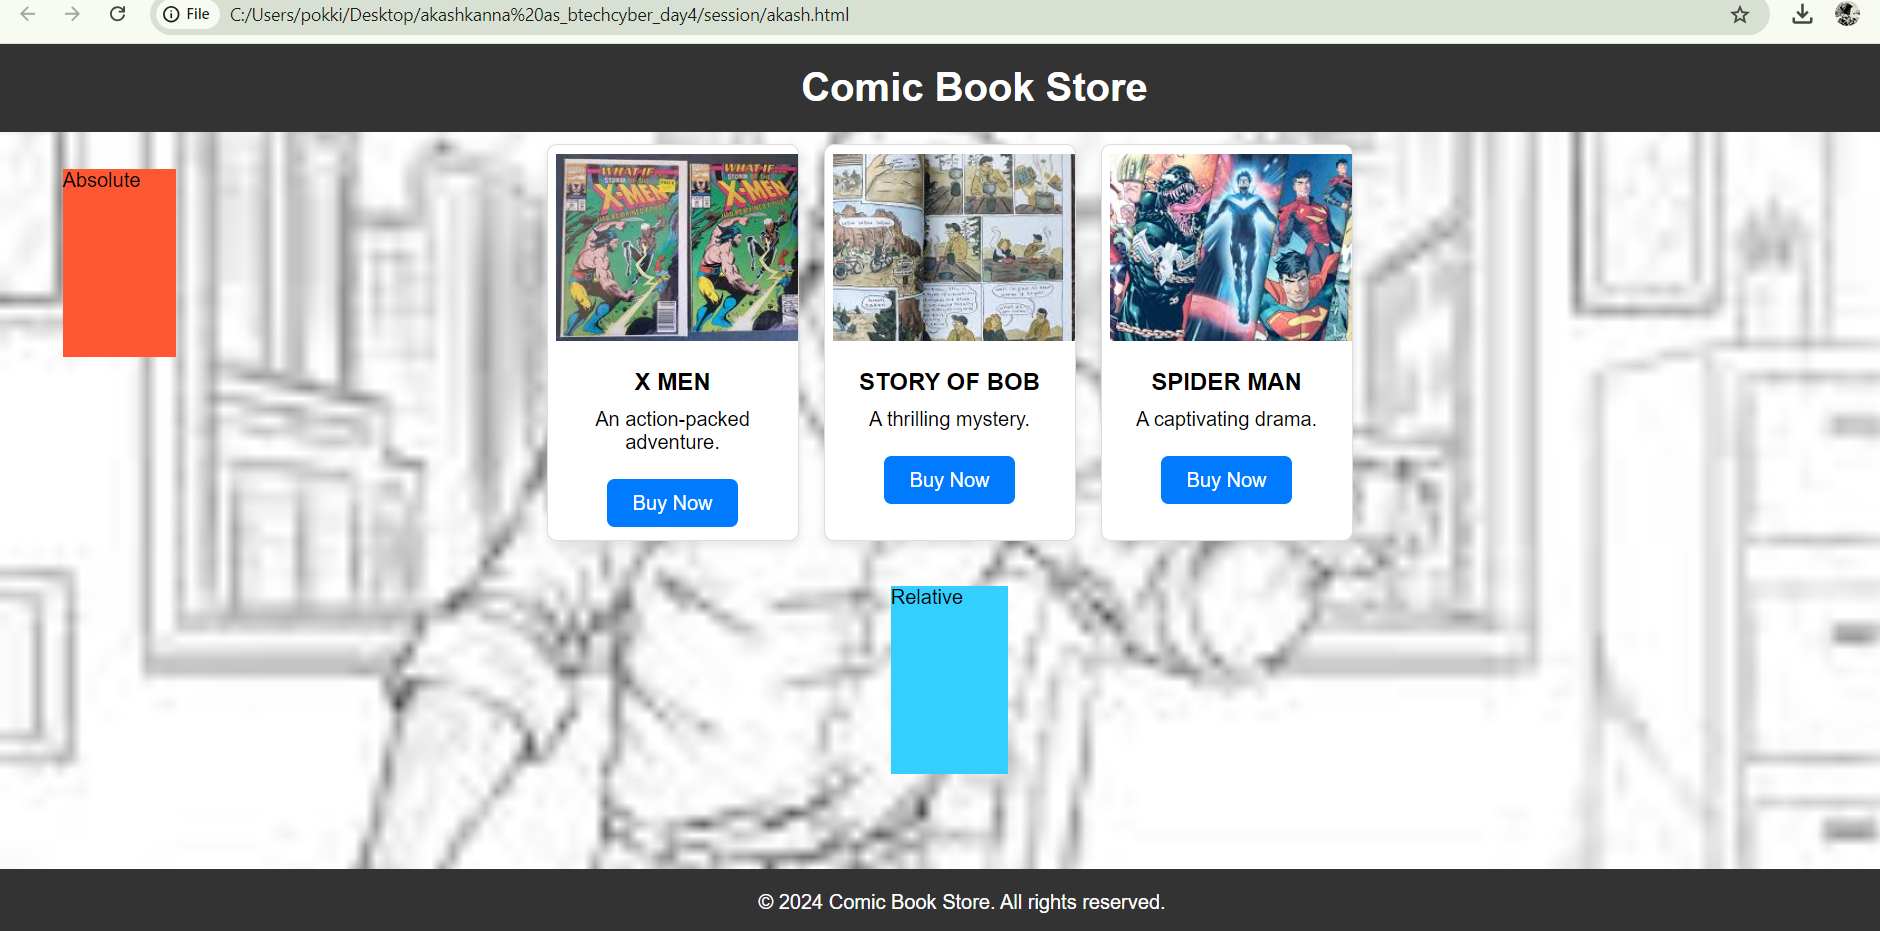 File
C:/Users/pokki/Desktop/akashkanna%20as_btechcyber_day4/session/akash.html
Comic Book Store
Absolute
WHAT IF...
X-MEN
WHAT IF...
X-MEN
X MEN
An action-packed
adventure.
Buy Now
STORY OF BOB
A thrilling mystery.
Buy Now
SPIDER MAN
A captivating drama.
Buy Now
Relative
© 2024 Comic Book Store. All rights reserved.